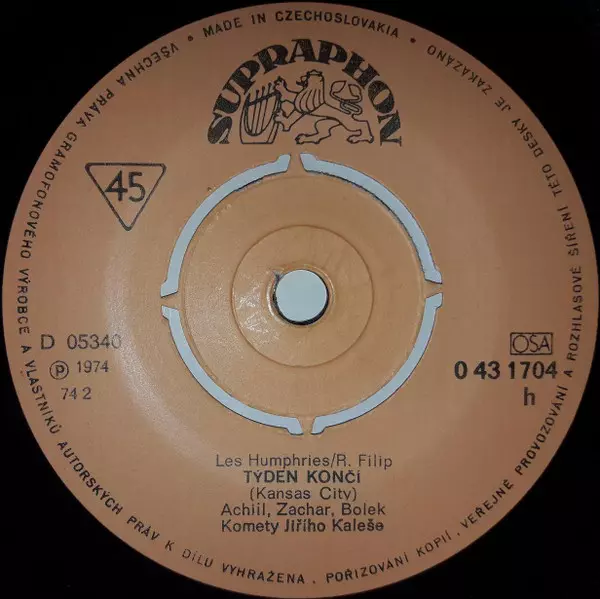 VŠECHNA PRÁVA GRAMOFONOVÉHO VÝROBCE A VLASTNÍKŮ AUTORSKÝCH PRÁV K DÍLU VYHRAŽENA. POŘIZOVÁNÍ KOPIÍ, VEŘEJNÉ PROVOZOVÁNÍ A ROZHLASOVÉ ŠÍŘENÍ TÉTO DESKY JE ZAKÁZÁNO • MADE IN CZECHOSLOVAKIA •
SUPRAPHON
45
D 05340
Ⓟ 1974
74 2
OSA
0 43 1704
h
Les Humphries/R. Filip
TÝDEN KONČÍ
(Kansas City)
Achiil, Zachar, Bolek
Komety Jiřího Kaleše